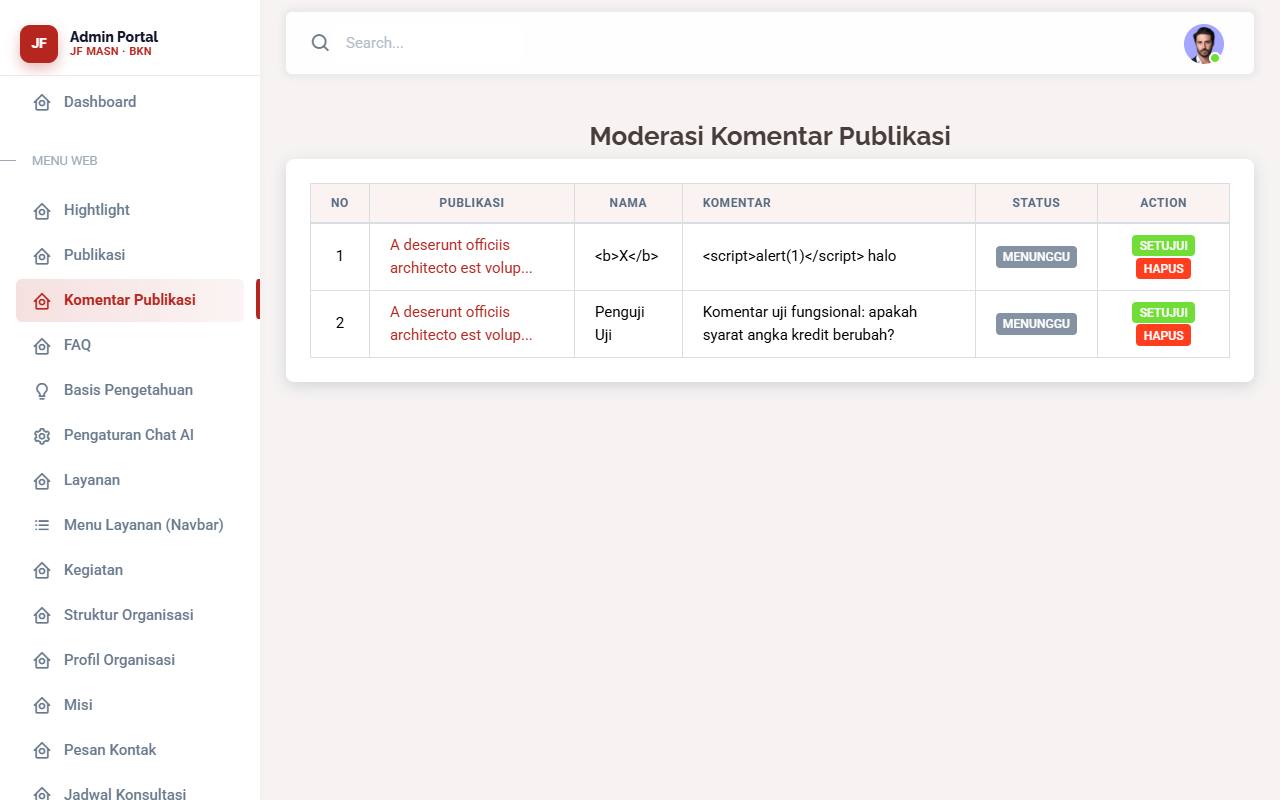 JF
Admin Portal
JF MASN · BKN
Search...
Dashboard
MENU WEB
Hightlight
Publikasi
Komentar Publikasi
FAQ
Basis Pengetahuan
Pengaturan Chat AI
Layanan
Menu Layanan (Navbar)
Kegiatan
Struktur Organisasi
Profil Organisasi
Misi
Pesan Kontak
Jadwal Konsultasi
Moderasi Komentar Publikasi
NO PUBLIKASI NAMA KOMENTAR STATUS ACTION
1
A deserunt officiis
architecto est volup...
<b>X</b>
<script>alert(1)</script> halo
MENUNGGU
SETUJUI
HAPUS
2
A deserunt officiis
architecto est volup...
Penguji
Uji
Komentar uji fungsional: apakah
syarat angka kredit berubah?
MENUNGGU
SETUJUI
HAPUS